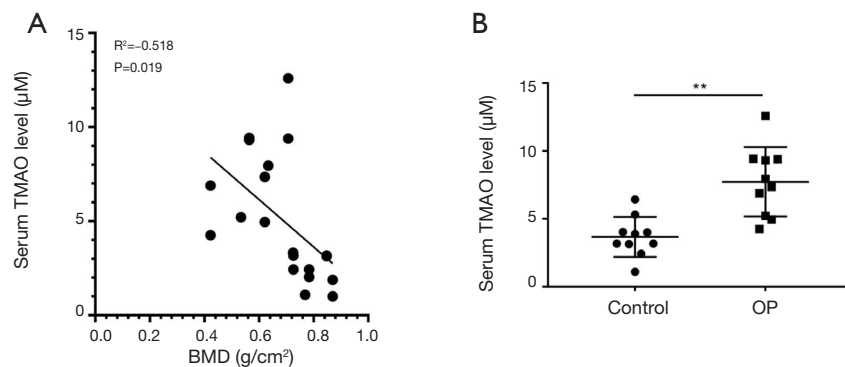 A
R²=−0.518
P=0.019
Serum TMAO level (μM)
15
10
5
0
0.0 0.2 0.4 0.6 0.8 1.0
BMD (g/cm²)
B
**
Serum TMAO level (μM)
15
10
5
0
Control OP